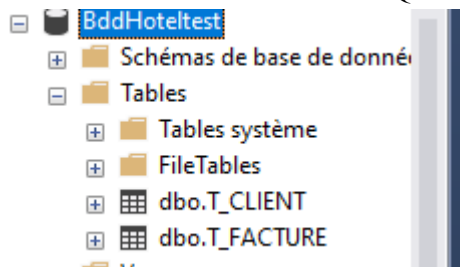 BddHoteltest
Schémas de base de donné
Tables
Tables système
FileTables
dbo.T_CLIENT
dbo.T_FACTURE